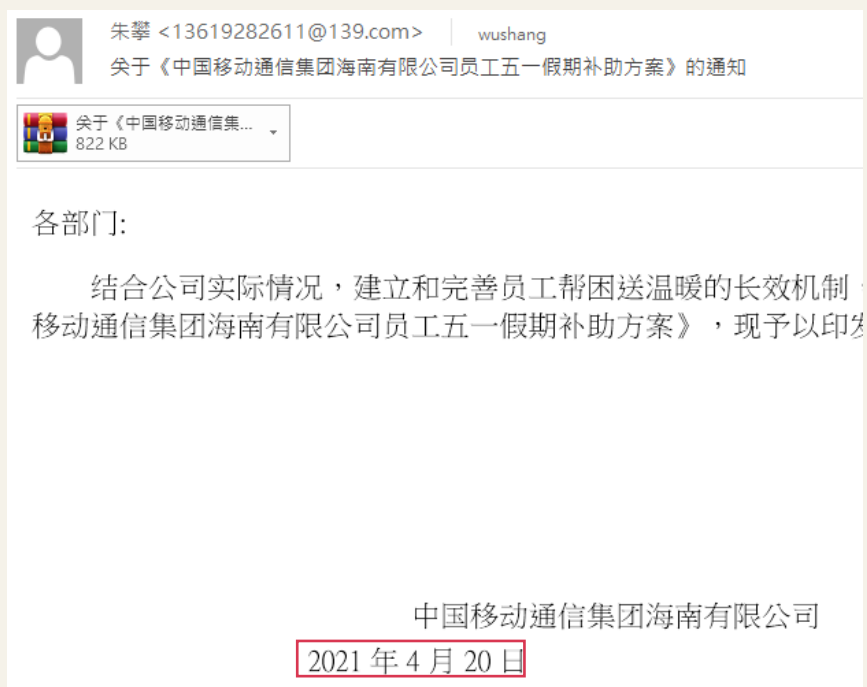 朱攀 <13619282611@139.com> wushang
关于《中国移动通信集团海南有限公司员工五一假期补助方案》的通知
关于《中国移动通信集...
822 KB
各部门:
结合公司实际情况，建立和完善员工帮困送温暖的长效机制
移动通信集团海南有限公司员工五一假期补助方案》，现予以印发
中国移动通信集团海南有限公司
2021 年 4 月 20 日